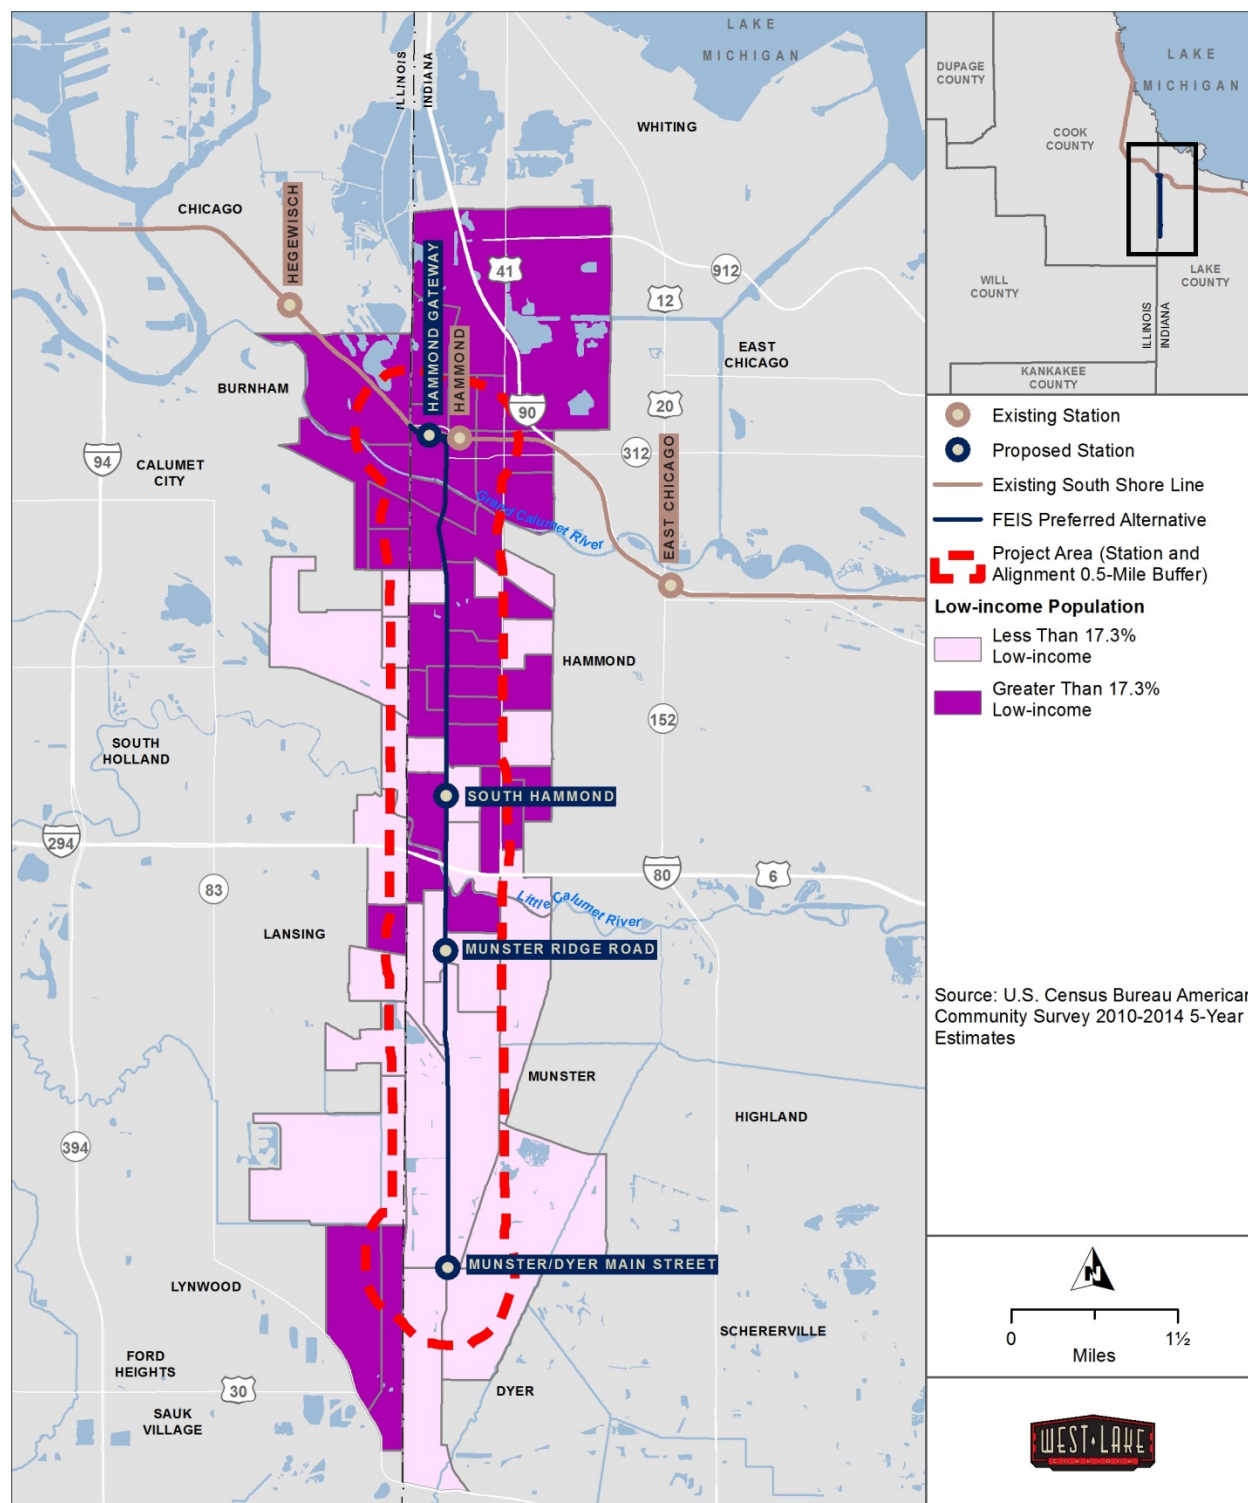 LAKE
MICHIGAN
ILLINOIS
INDIANA
WHITING
CHICAGO
HEGEWISCH
HAMMOND GATEWAY
HAMMOND
41
912
12
EAST
CHICAGO
BURNHAM
20
90
94
312
CALUMET
CITY
EAST CHICAGO
Grand Calumet River
HAMMOND
152
SOUTH
HOLLAND
SOUTH HAMMOND
294
80
6
83
Little Calumet River
LANSING
MUNSTER RIDGE ROAD
MUNSTER
HIGHLAND
394
MUNSTER/DYER MAIN STREET
LYNWOOD
SCHERERVILLE
FORD
HEIGHTS
30
DYER
SAUK
VILLAGE
LAKE
MICHIGAN
DUPAGE
COUNTY
COOK
COUNTY
WILL
COUNTY
LAKE
COUNTY
ILLINOIS
INDIANA
KANKAKEE
COUNTY
Existing Station
Proposed Station
Existing South Shore Line
FEIS Preferred Alternative
Project Area (Station and
Alignment 0.5-Mile Buffer)
Low-income Population
Less Than 17.3%
Low-income
Greater Than 17.3%
Low-income
Source: U.S. Census Bureau American
Community Survey 2010-2014 5-Year
Estimates
N
0 1½
Miles
WEST LAKE
CORRIDOR